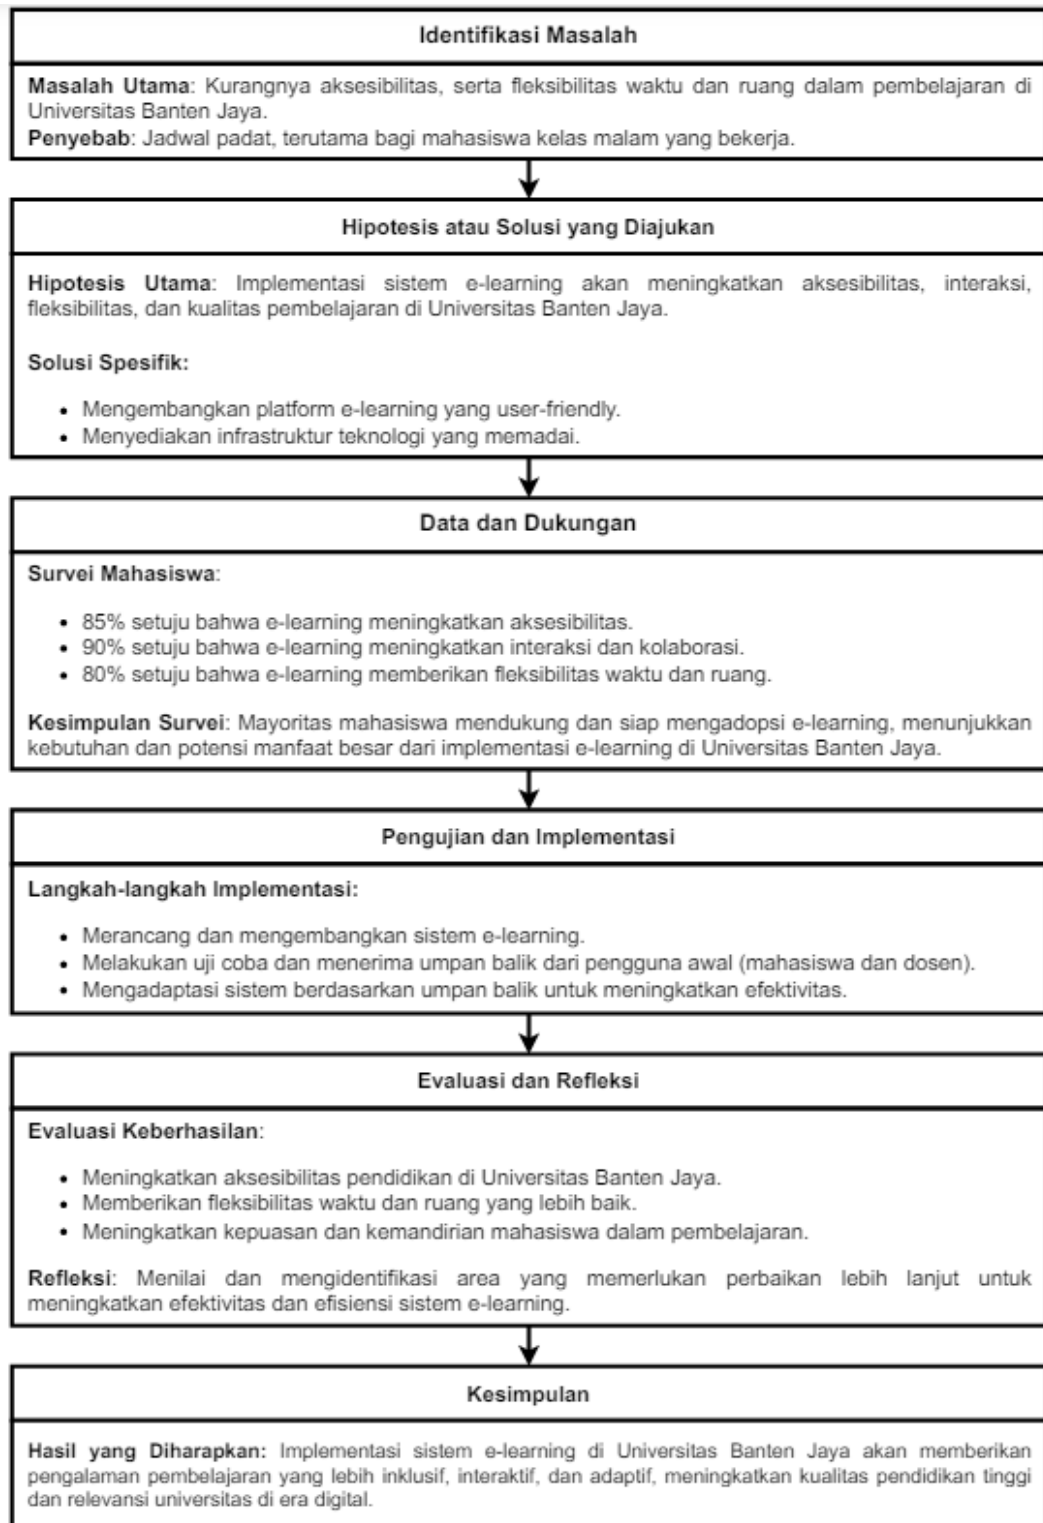 Identifikasi Masalah
Masalah Utama: Kurangnya aksesibilitas, serta fleksibilitas waktu dan ruang dalam pembelajaran di
Universitas Banten Jaya.
Penyebab: Jadwal padat, terutama bagi mahasiswa kelas malam yang bekerja.
Hipotesis atau Solusi yang Diajukan
Hipotesis Utama: Implementasi sistem e-learning akan meningkatkan aksesibilitas, interaksi,
fleksibilitas, dan kualitas pembelajaran di Universitas Banten Jaya.
Solusi Spesifik:
• Mengembangkan platform e-learning yang user-friendly.
• Menyediakan infrastruktur teknologi yang memadai.
Data dan Dukungan
Survei Mahasiswa:
• 85% setuju bahwa e-learning meningkatkan aksesibilitas.
• 90% setuju bahwa e-learning meningkatkan interaksi dan kolaborasi.
• 80% setuju bahwa e-learning memberikan fleksibilitas waktu dan ruang.
Kesimpulan Survei: Mayoritas mahasiswa mendukung dan siap mengadopsi e-learning, menunjukkan
kebutuhan dan potensi manfaat besar dari implementasi e-learning di Universitas Banten Jaya.
Pengujian dan Implementasi
Langkah-langkah Implementasi:
• Merancang dan mengembangkan sistem e-learning.
• Melakukan uji coba dan menerima umpan balik dari pengguna awal (mahasiswa dan dosen).
• Mengadaptasi sistem berdasarkan umpan balik untuk meningkatkan efektivitas.
Evaluasi dan Refleksi
Evaluasi Keberhasilan:
• Meningkatkan aksesibilitas pendidikan di Universitas Banten Jaya.
• Memberikan fleksibilitas waktu dan ruang yang lebih baik.
• Meningkatkan kepuasan dan kemandirian mahasiswa dalam pembelajaran.
Refleksi: Menilai dan mengidentifikasi area yang memerlukan perbaikan lebih lanjut untuk
meningkatkan efektivitas dan efisiensi sistem e-learning.
Kesimpulan
Hasil yang Diharapkan: Implementasi sistem e-learning di Universitas Banten Jaya akan memberikan
pengalaman pembelajaran yang lebih inklusif, interaktif, dan adaptif, meningkatkan kualitas pendidikan tinggi
dan relevansi universitas di era digital.